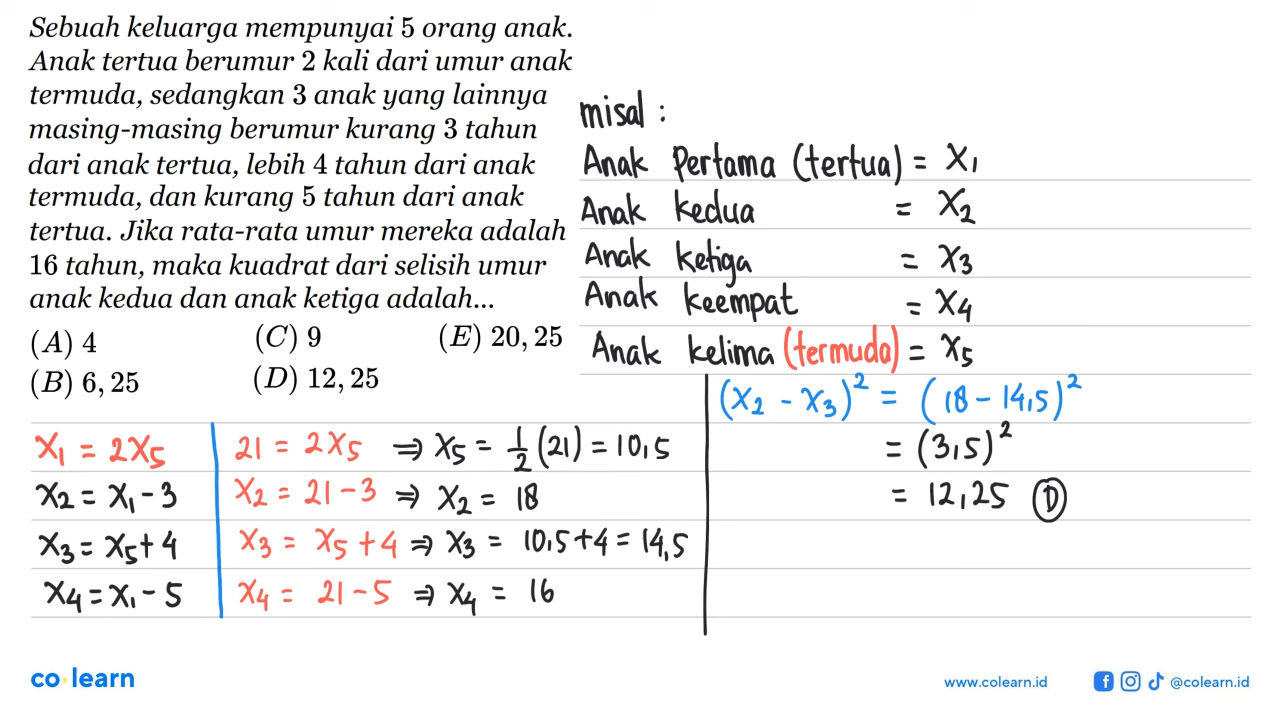 Sebuah keluarga mempunyai 5 orang anak.
Anak tertua berumur 2 kali dari umur anak
termuda, sedangkan 3 anak yang lainnya
masing-masing berumur kurang 3 tahun
dari anak tertua, lebih 4 tahun dari anak
termuda, dan kurang 5 tahun dari anak
tertua. Jika rata-rata umur mereka adalah
16 tahun, maka kuadrat dari selisih umur
anak kedua dan anak ketiga adalah...
(A) 4
(C) 9
(E) 20, 25
(B) 6, 25
(D) 12, 25
misal :
Anak Pertama (tertua) = x₁
Anak kedua = x₂
Anak ketiga = x₃
Anak keempat = x₄
Anak kelima (termuda) = x₅
x₁ = 2x₅
x₂ = x₁ - 3
x₃ = x₅ + 4
x₄ = x₁ - 5
21 = 2x₅ ⇒ x₅ = 1/2 (21) = 10,5
x₂ = 21 - 3 ⇒ x₂ = 18
x₃ = x₅ + 4 ⇒ x₃ = 10,5 + 4 = 14,5
x₄ = 21 - 5 ⇒ x₄ = 16
(x₂ - x₃)² = (18 - 14,5)²
= (3,5)²
= 12,25 (D)
co learn
www.colearn.id
@colearn.id